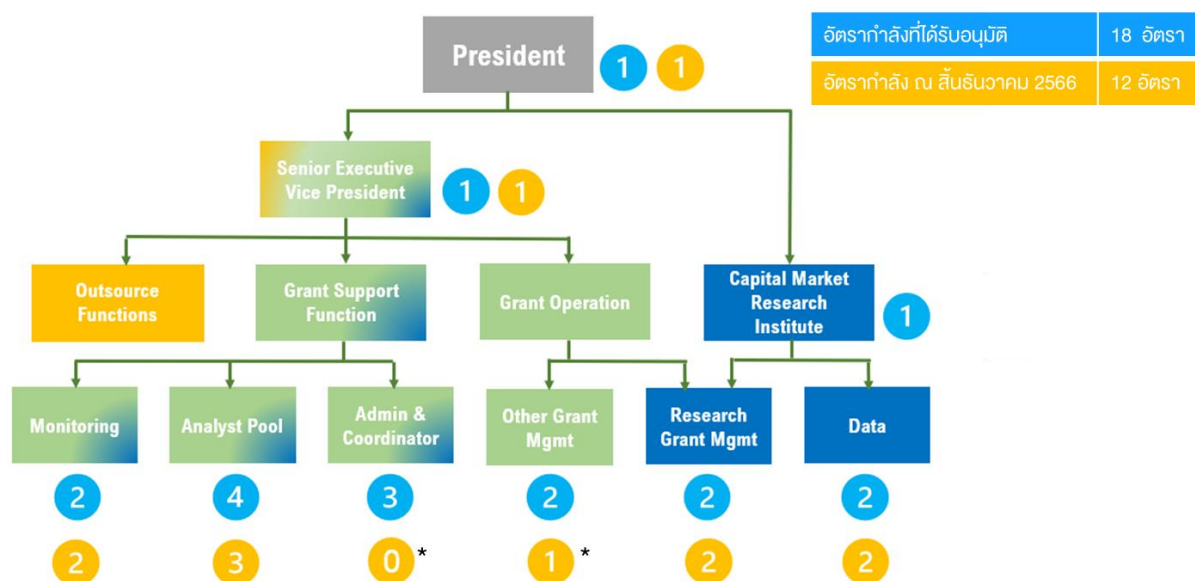 President
1
1
อัตรากำลังที่ได้รับอนุมัติ
18 อัตรา
อัตรากำลัง ณ สิ้นธันวาคม 2566
12 อัตรา
Senior Executive
Vice President
1
1
Outsource
Functions
Grant Support
Function
Grant Operation
Capital Market
Research
Institute
1
Monitoring
Analyst Pool
Admin &
Coordinator
Other Grant
Mgmt
Research
Grant Mgmt
Data
2
4
3
2
2
2
2
3
0 *
1 *
2
2